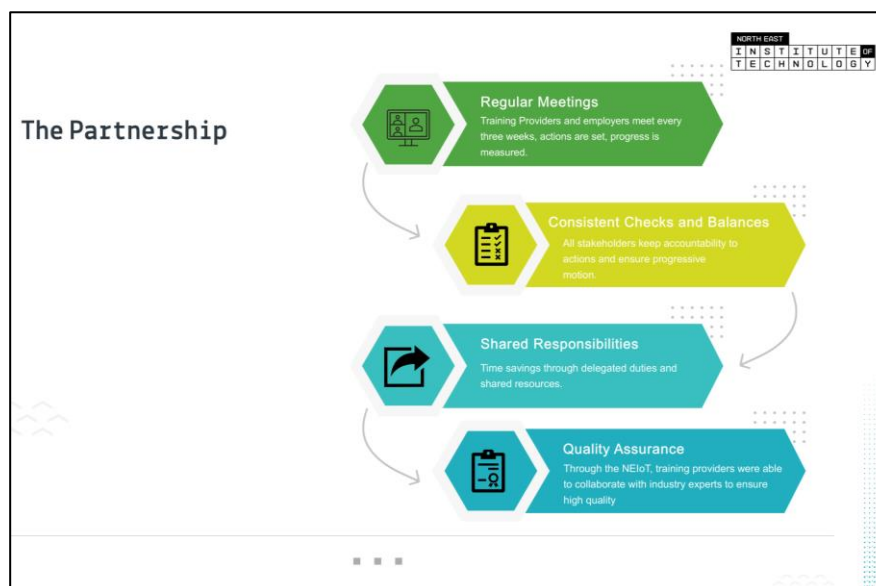 NORTH EAST
INSTITUTE OF
TECHNOLOGY
The Partnership
Regular Meetings
Training Providers and employers meet every
three weeks, actions are set, progress is
measured.
Consistent Checks and Balances
All stakeholders keep accountability to
actions and ensure progressive
motion.
Shared Responsibilities
Time savings through delegated duties and
shared resources.
Quality Assurance
Through the NEIoT, training providers were able
to collaborate with industry experts to ensure
high quality